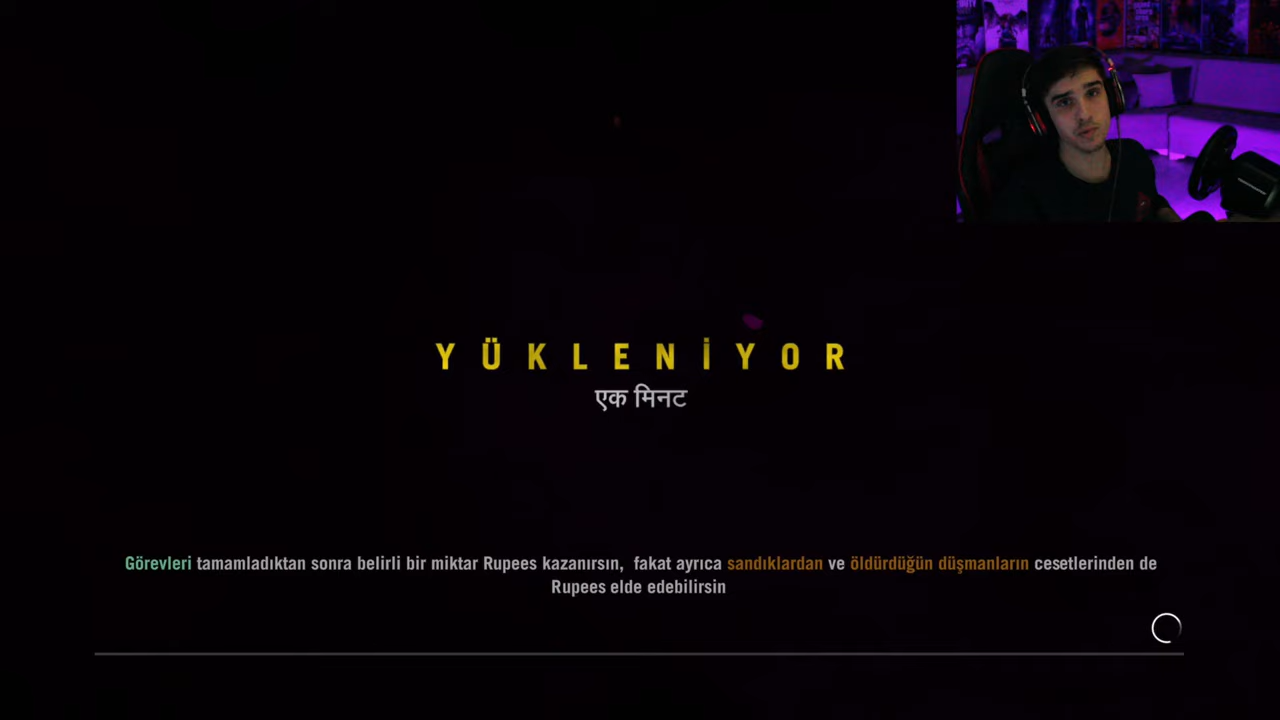 YÜKLENİYOR
एक मिनट
Görevleri tamamladıktan sonra belirli bir miktar Rupees kazanırsın, fakat ayrıca sandıklardan ve öldürdüğün düşmanların cesetlerinden de
Rupees elde edebilirsin